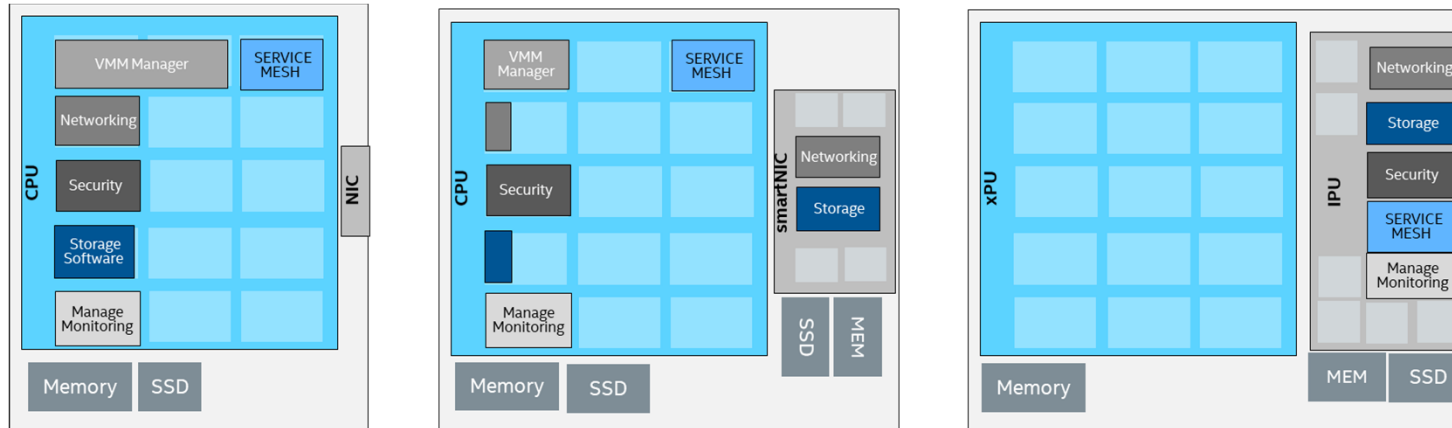 VMM Manager
SERVICE
MESH
Networking
Security
Storage
Software
Manage
Monitoring
CPU
NIC
Memory
SSD
VMM
Manager
SERVICE
MESH
Security
Manage
Monitoring
CPU
smartNIC
Networking
Storage
SSD
MEM
Memory
SSD
xPU
Memory
IPU
Networking
Storage
Security
SERVICE
MESH
Manage
Monitoring
MEM
SSD